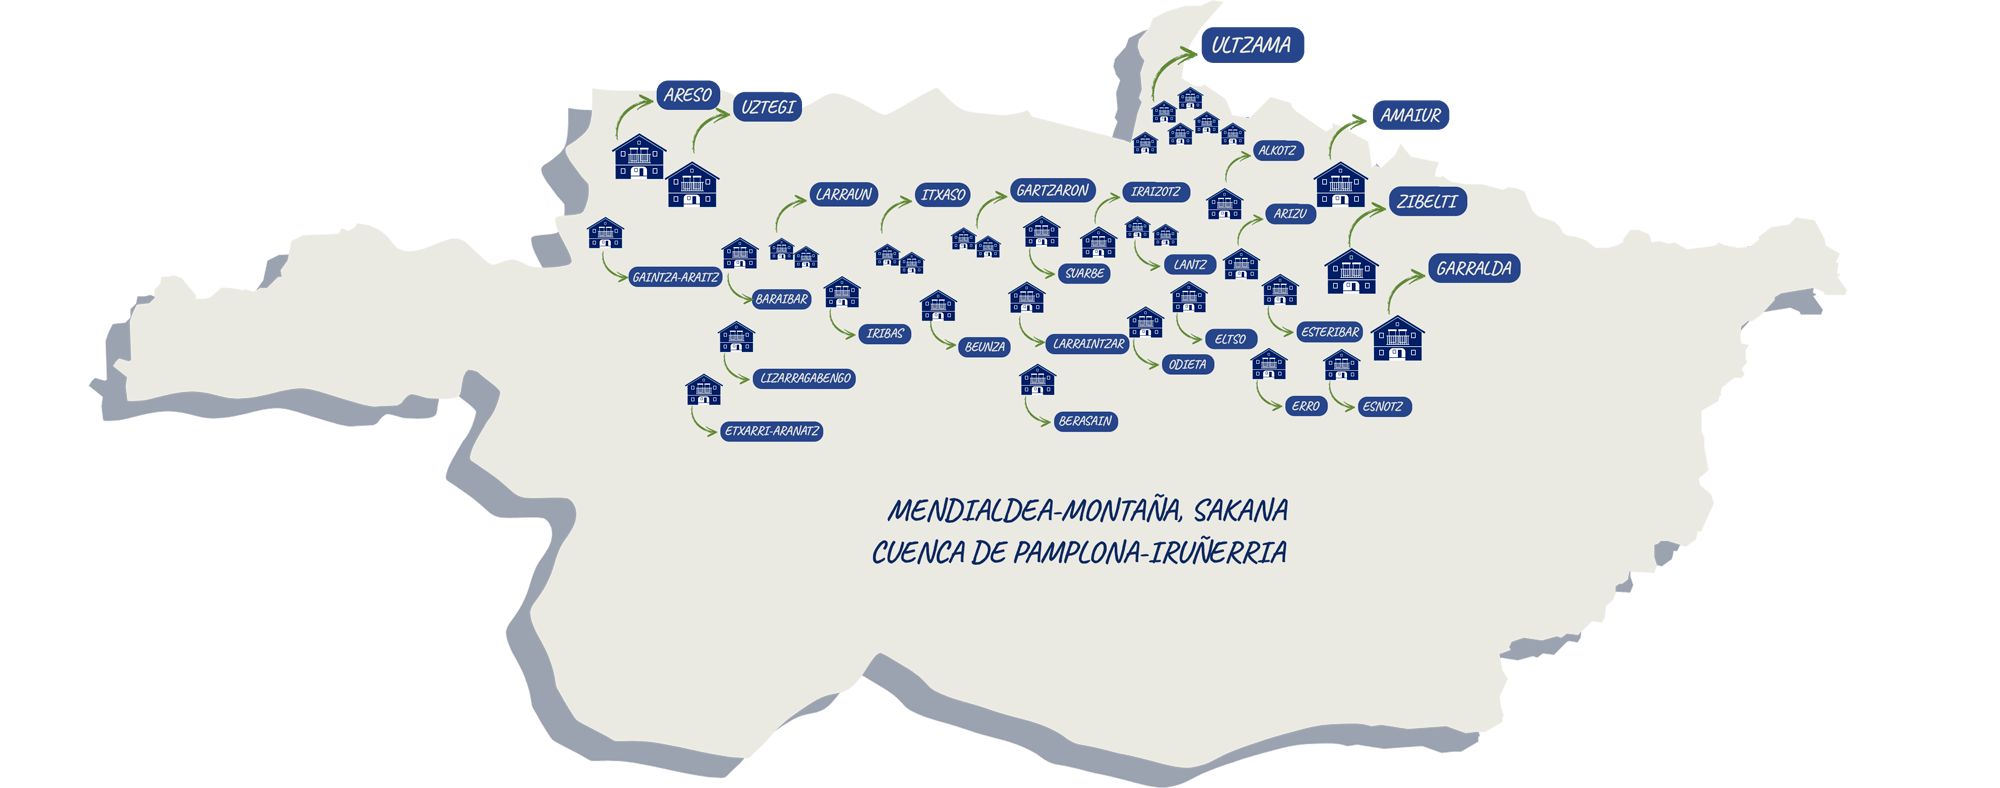 ULTZAMA
ARESO
UZTEGI
AMAIUR
ALKOTZ
LARRAUN
ITXASO
GARTZARON
IRAIZOTZ
ZIBELTI
ARIZU
GAINTZA-ARAITZ
SUARBE
LANTZ
GARRALDA
BARAIBAR
IRIBAS
BEUNZA
LARRAINTZAR
ELTSO
ESTERIBAR
ODIETA
LIZARRAGABENGO
ERRO
ESNOTZ
BERASAIN
ETXARRI-ARANATZ
MENDIALDEA-MONTAÑA, SAKANA
CUENCA DE PAMPLONA-IRUÑERRIA